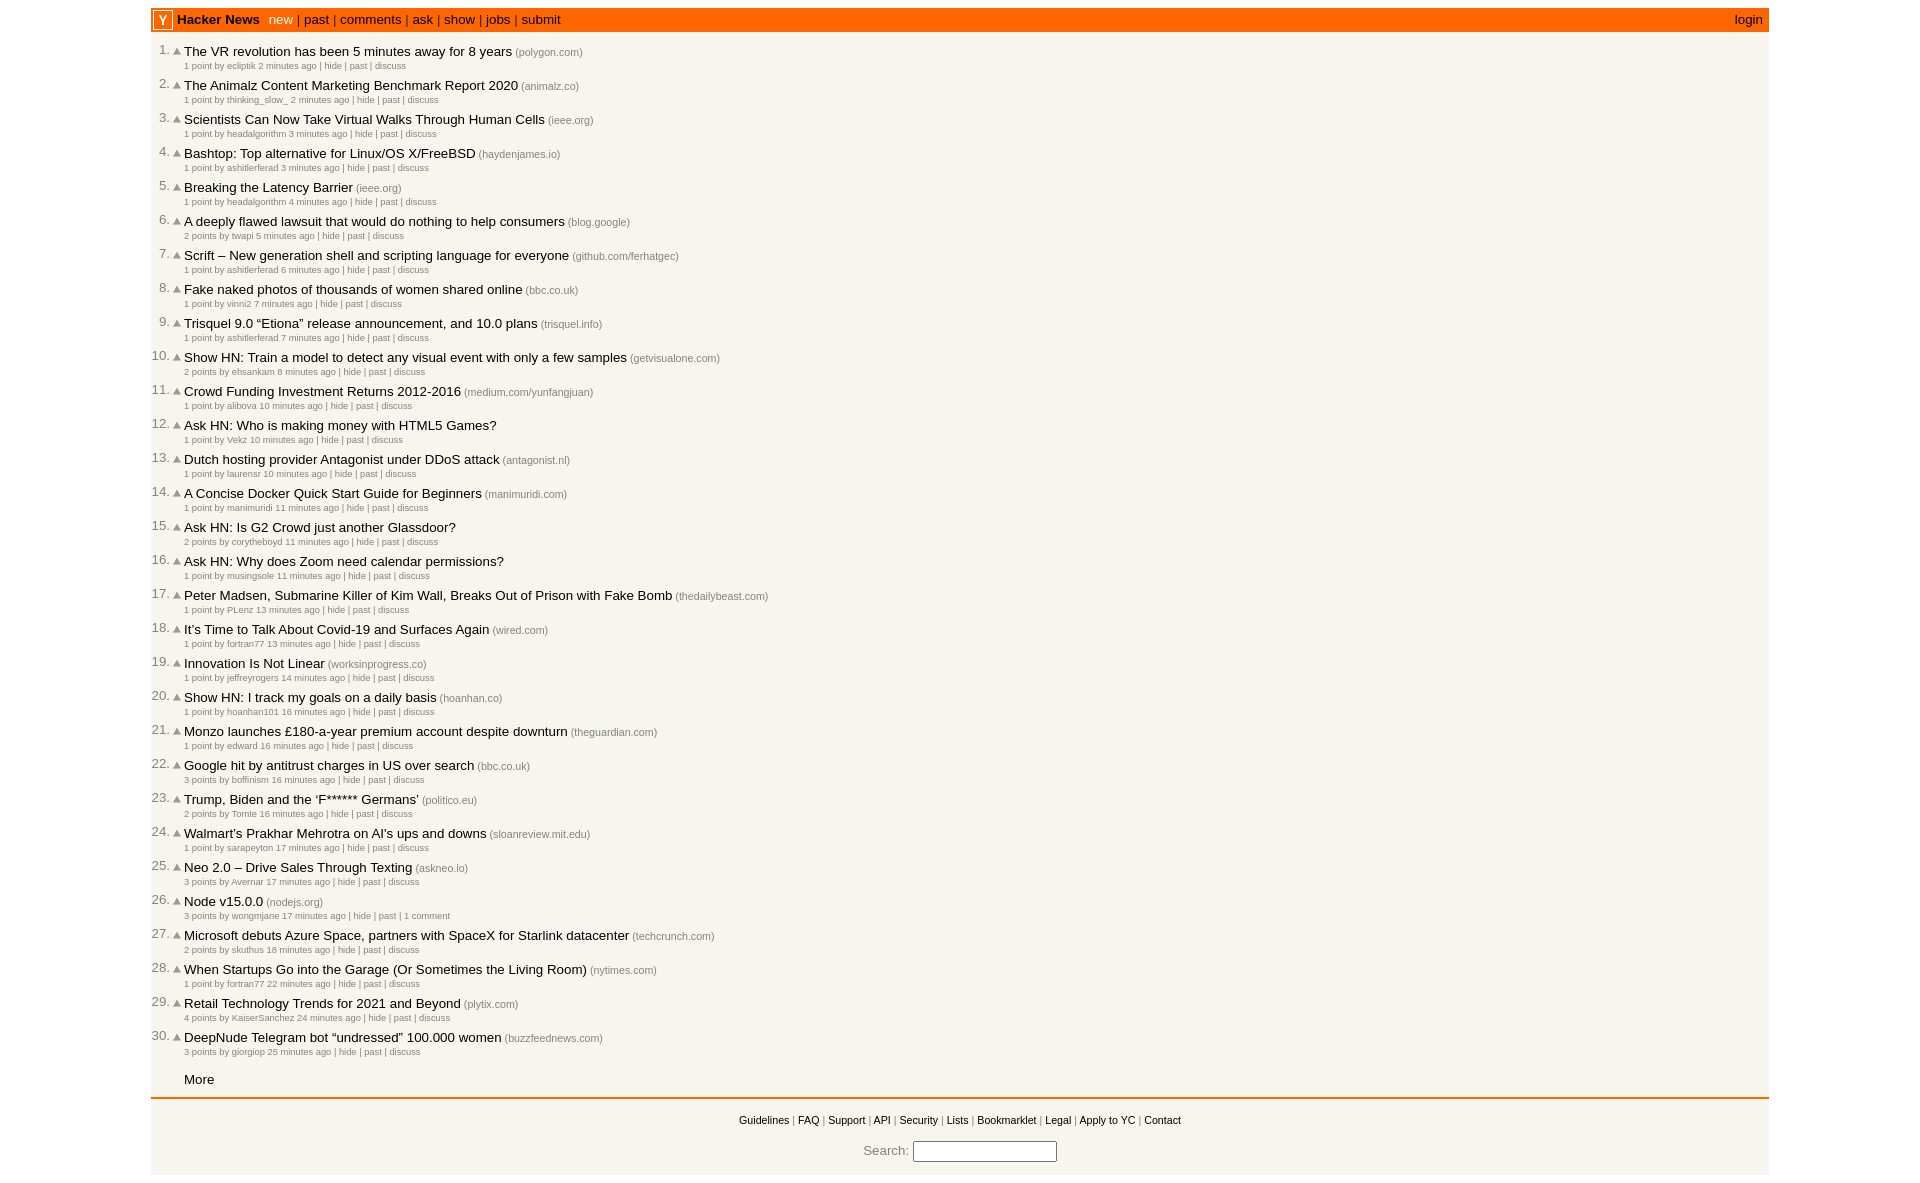 Y Hacker News new | past | comments | ask | show | jobs | submit login
1. The VR revolution has been 5 minutes away for 8 years (polygon.com)
1 point by ecliptik 2 minutes ago | hide | past | discuss
2. The Animalz Content Marketing Benchmark Report 2020 (animalz.co)
1 point by thinking_slow_ 2 minutes ago | hide | past | discuss
3. Scientists Can Now Take Virtual Walks Through Human Cells (ieee.org)
1 point by headalgorithm 3 minutes ago | hide | past | discuss
4. Bashtop: Top alternative for Linux/OS X/FreeBSD (haydenjames.io)
1 point by ashitlerferad 3 minutes ago | hide | past | discuss
5. Breaking the Latency Barrier (ieee.org)
1 point by headalgorithm 4 minutes ago | hide | past | discuss
6. A deeply flawed lawsuit that would do nothing to help consumers (blog.google)
2 points by twapi 5 minutes ago | hide | past | discuss
7. Scrift – New generation shell and scripting language for everyone (github.com/ferhatgec)
1 point by ashitlerferad 6 minutes ago | hide | past | discuss
8. Fake naked photos of thousands of women shared online (bbc.co.uk)
1 point by vinni2 7 minutes ago | hide | past | discuss
9. Trisquel 9.0 “Etiona” release announcement, and 10.0 plans (trisquel.info)
1 point by ashitlerferad 7 minutes ago | hide | past | discuss
10. Show HN: Train a model to detect any visual event with only a few samples (getvisualone.com)
2 points by ehsankam 8 minutes ago | hide | past | discuss
11. Crowd Funding Investment Returns 2012-2016 (medium.com/yunfangjuan)
1 point by alibova 10 minutes ago | hide | past | discuss
12. Ask HN: Who is making money with HTML5 Games?
1 point by Vekz 10 minutes ago | hide | past | discuss
13. Dutch hosting provider Antagonist under DDoS attack (antagonist.nl)
1 point by laurensr 10 minutes ago | hide | past | discuss
14. A Concise Docker Quick Start Guide for Beginners (manimuridi.com)
1 point by manimuridi 11 minutes ago | hide | past | discuss
15. Ask HN: Is G2 Crowd just another Glassdoor?
2 points by corytheboyd 11 minutes ago | hide | past | discuss
16. Ask HN: Why does Zoom need calendar permissions?
1 point by musingsole 11 minutes ago | hide | past | discuss
17. Peter Madsen, Submarine Killer of Kim Wall, Breaks Out of Prison with Fake Bomb (thedailybeast.com)
1 point by PLenz 13 minutes ago | hide | past | discuss
18. It’s Time to Talk About Covid-19 and Surfaces Again (wired.com)
1 point by fortran77 13 minutes ago | hide | past | discuss
19. Innovation Is Not Linear (worksinprogress.co)
1 point by jeffreyrogers 14 minutes ago | hide | past | discuss
20. Show HN: I track my goals on a daily basis (hoanhan.co)
1 point by hoanhan101 16 minutes ago | hide | past | discuss
21. Monzo launches £180-a-year premium account despite downturn (theguardian.com)
1 point by edward 16 minutes ago | hide | past | discuss
22. Google hit by antitrust charges in US over search (bbc.co.uk)
3 points by boffinism 16 minutes ago | hide | past | discuss
23. Trump, Biden and the ‘F****** Germans’ (politico.eu)
2 points by Tomte 16 minutes ago | hide | past | discuss
24. Walmart’s Prakhar Mehrotra on AI's ups and downs (sloanreview.mit.edu)
1 point by sarapeyton 17 minutes ago | hide | past | discuss
25. Neo 2.0 – Drive Sales Through Texting (askneo.io)
3 points by Avernar 17 minutes ago | hide | past | discuss
26. Node v15.0.0 (nodejs.org)
3 points by wongmjane 17 minutes ago | hide | past | 1 comment
27. Microsoft debuts Azure Space, partners with SpaceX for Starlink datacenter (techcrunch.com)
2 points by skuthus 18 minutes ago | hide | past | discuss
28. When Startups Go into the Garage (Or Sometimes the Living Room) (nytimes.com)
1 point by fortran77 22 minutes ago | hide | past | discuss
29. Retail Technology Trends for 2021 and Beyond (plytix.com)
4 points by KaiserSanchez 24 minutes ago | hide | past | discuss
30. DeepNude Telegram bot “undressed” 100.000 women (buzzfeednews.com)
3 points by giorgiop 25 minutes ago | hide | past | discuss
More
Guidelines | FAQ | Support | API | Security | Lists | Bookmarklet | Legal | Apply to YC | Contact
Search: